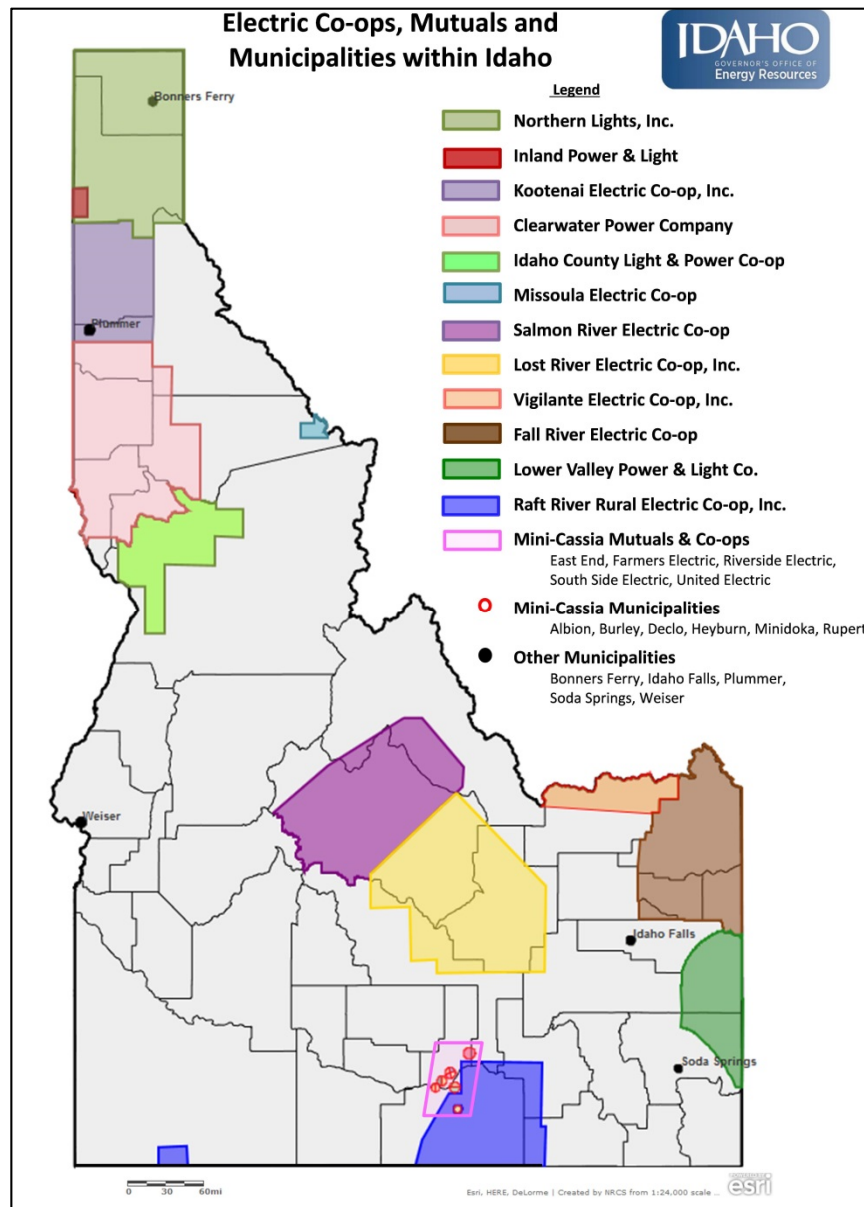 Electric Co-ops, Mutuals and
Municipalities within Idaho
IDAHO
GOVERNOR'S OFFICE OF
Energy Resources
Legend
Northern Lights, Inc.
Inland Power & Light
Kootenai Electric Co-op, Inc.
Clearwater Power Company
Idaho County Light & Power Co-op
Missoula Electric Co-op
Salmon River Electric Co-op
Lost River Electric Co-op, Inc.
Vigilante Electric Co-op, Inc.
Fall River Electric Co-op
Lower Valley Power & Light Co.
Raft River Rural Electric Co-op, Inc.
Mini-Cassia Mutuals & Co-ops
East End, Farmers Electric, Riverside Electric,
South Side Electric, United Electric
Mini-Cassia Municipalities
Albion, Burley, Declo, Heyburn, Minidoka, Rupert
Other Municipalities
Bonners Ferry, Idaho Falls, Plummer,
Soda Springs, Weiser
Bonners Ferry
Plummer
Weiser
Idaho Falls
Soda Springs
0 30 60mi
Esri, HERE, DeLorme | Created by NRCS from 1:24,000 scale ...
esri